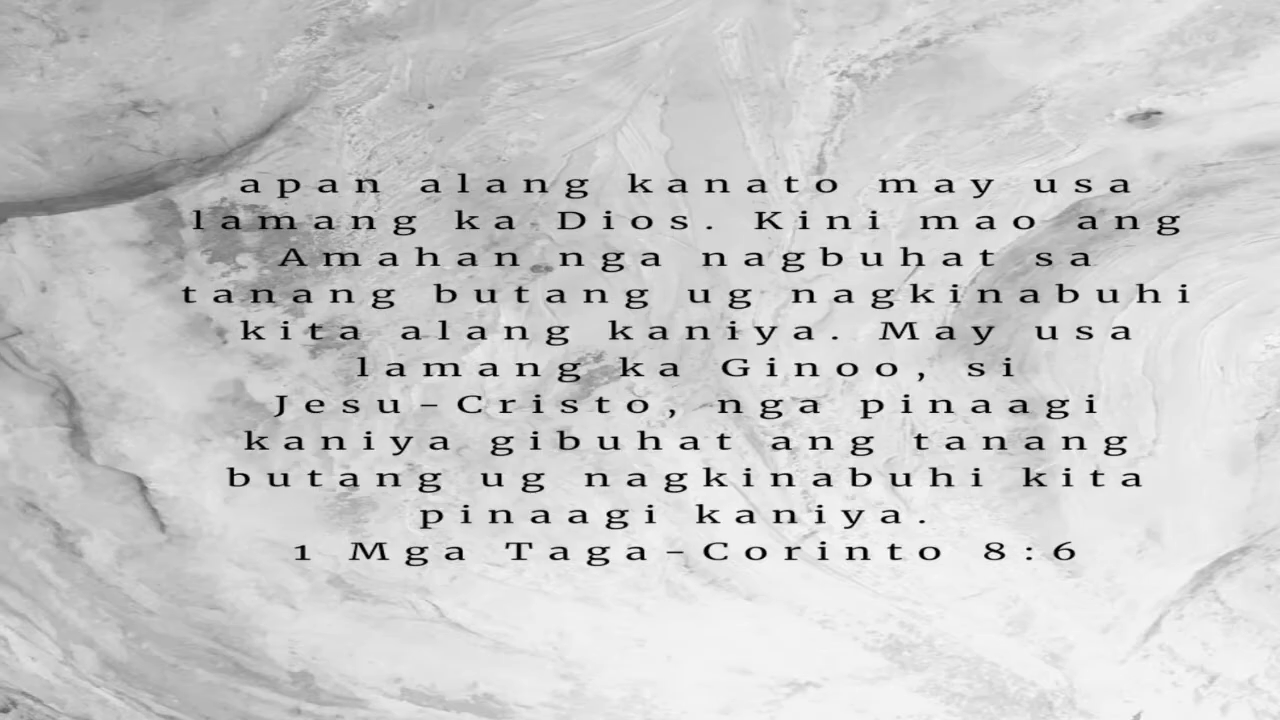 apan alang kanato may usa
lamang ka Dios. Kini mao ang
Amahan nga nagbuhat sa
tanang butang ug nagkinabuhi
kita alang kaniya. May usa
lamang ka Ginoo, si
Jesu-Cristo, nga pinaagi
kaniya gibuhat ang tanang
butang ug nagkinabuhi kita
pinaagi kaniya.
1 Mga Taga-Corinto 8:6